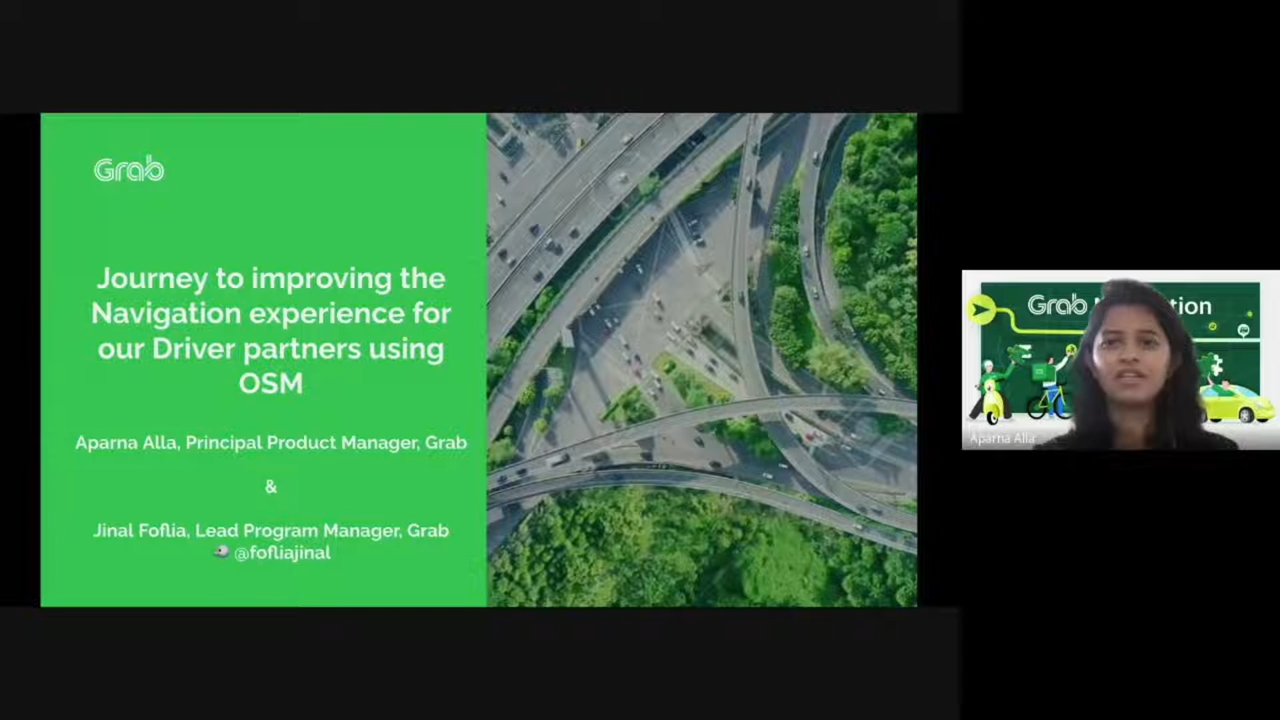 Grab
Journey to improving the
Navigation experience for
our Driver partners using
OSM
Aparna Alla, Principal Product Manager, Grab
&
Jinal Foflia, Lead Program Manager, Grab
@fofliajinal
Grab
Aparna Alla